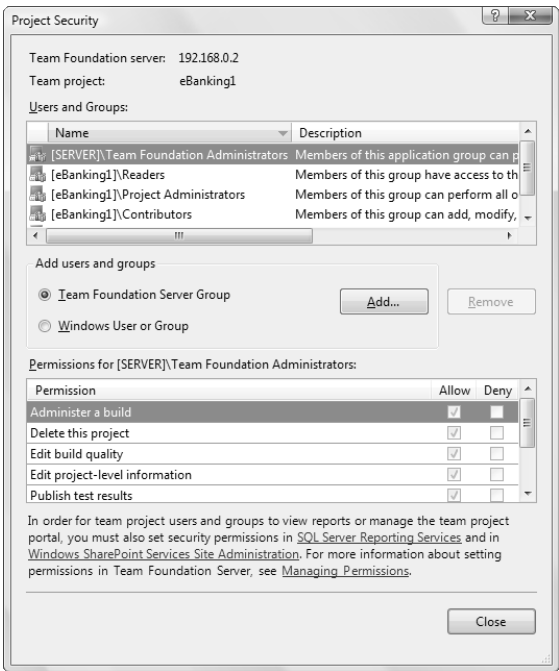 Project Security
Team Foundation server: 192.168.0.2
Team project: eBanking1
Users and Groups:
Name Description
[SERVER]\Team Foundation Administrators Members of this application group can p
[eBanking1]\Readers Members of this group have access to th
[eBanking1]\Project Administrators Members of this group can perform all o
[eBanking1]\Contributors Members of this group can add, modify,
Add users and groups
Team Foundation Server Group
Add... Remove
Windows User or Group
Permissions for [SERVER]\Team Foundation Administrators:
Permission Allow Deny
Administer a build
Delete this project
Edit build quality
Edit project-level information
Publish test results
In order for team project users and groups to view reports or manage the team project
portal, you must also set security permissions in SQL Server Reporting Services and in
Windows SharePoint Services Site Administration. For more information about setting
permissions in Team Foundation Server, see Managing Permissions.
Close